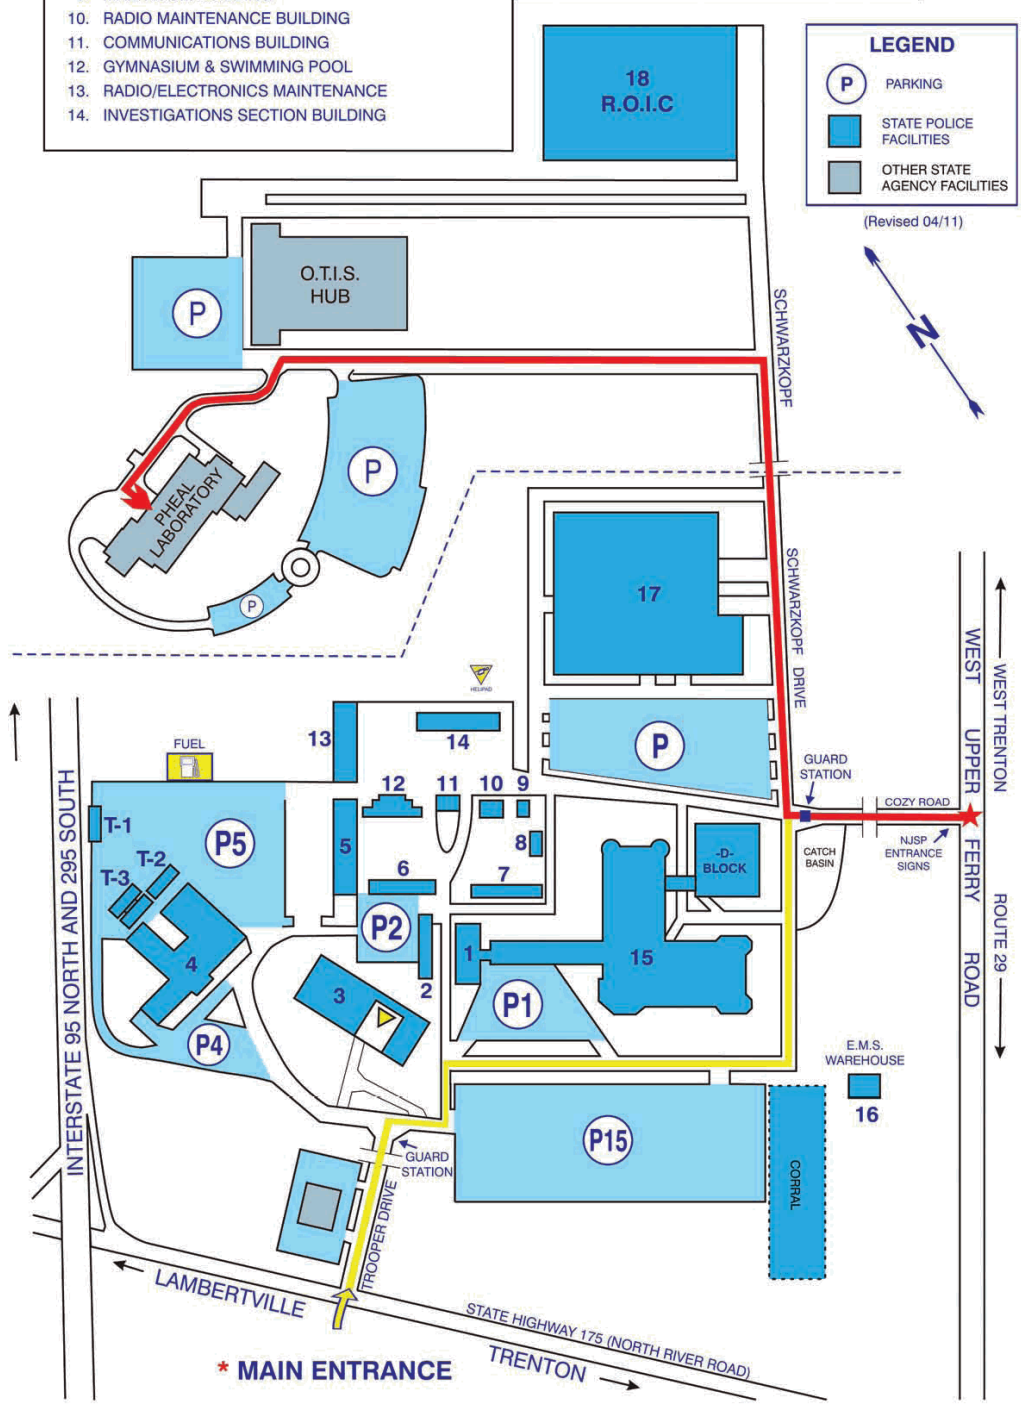 10. RADIO MAINTENANCE BUILDING
11. COMMUNICATIONS BUILDING
12. GYMNASIUM & SWIMMING POOL
13. RADIO/ELECTRONICS MAINTENANCE
14. INVESTIGATIONS SECTION BUILDING
18
R.O.I.C
LEGEND
P
PARKING
STATE POLICE
FACILITIES
OTHER STATE
AGENCY FACILITIES
(Revised 04/11)
N
O.T.I.S.
HUB
P
SCHWARZKOPF
P
PHEAL
LABORATORY
P
17
SCHWARZKOPF DRIVE
HELIPAD
13
14
P
GUARD
STATION
COZY ROAD
NJSP
ENTRANCE
SIGNS
CATCH
BASIN
WEST UPPER FERRY ROAD
WEST TRENTON
ROUTE 29
FUEL
T-1
T-2
T-3
P5
5
12
11
10
9
8
6
7
-D-
BLOCK
P2
4
3
2
1
15
P1
P4
INTERSTATE 95 NORTH AND 295 SOUTH
E.M.S.
WAREHOUSE
16
P15
CORRAL
GUARD
STATION
TROOPER DRIVE
LAMBERTVILLE
STATE HIGHWAY 175 (NORTH RIVER ROAD)
TRENTON
* MAIN ENTRANCE